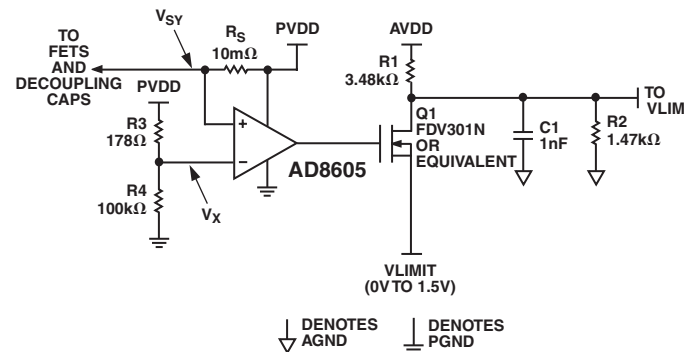 V_SY
TO
FETS
AND
DECOUPLING
CAPS
R_S
10mΩ
PVDD
PVDD
R3
178Ω
R4
100kΩ
V_X
+
−
AD8605
AVDD
R1
3.48kΩ
Q1
FDV301N
OR
EQUIVALENT
C1
1nF
R2
1.47kΩ
TO
VLIM
VLIMIT
(0V TO 1.5V)
DENOTES
AGND
DENOTES
PGND